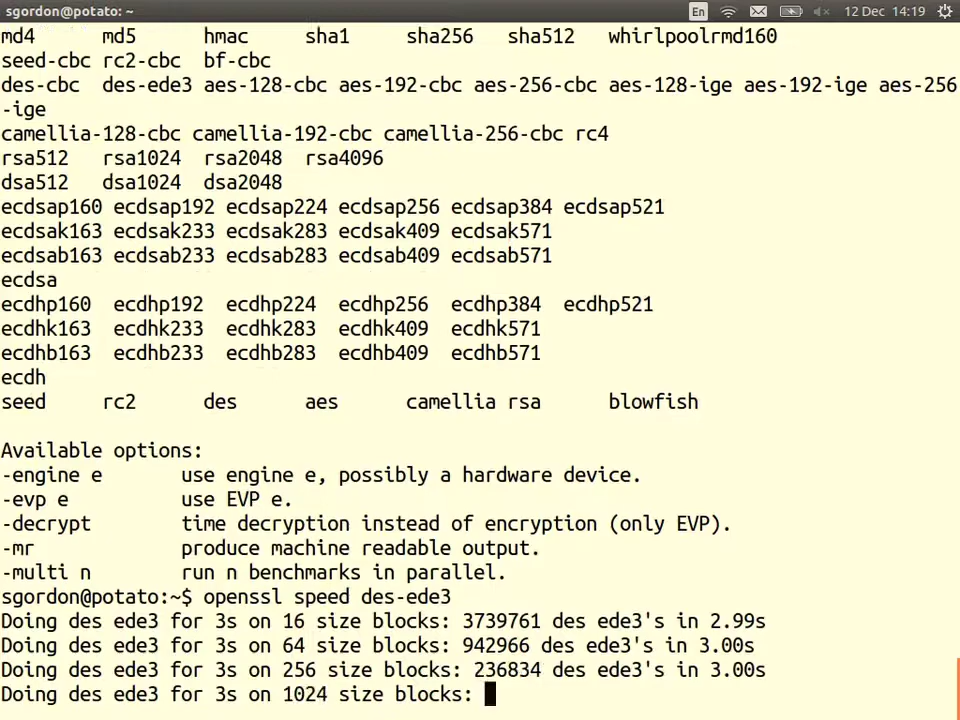 sgordon@potato: ~ En 12 Dec 14:19
md4 md5 hmac sha1 sha256 sha512 whirlpoolrmd160
seed-cbc rc2-cbc bf-cbc
des-cbc des-ede3 aes-128-cbc aes-192-cbc aes-256-cbc aes-128-ige aes-192-ige aes-256
-ige
camellia-128-cbc camellia-192-cbc camellia-256-cbc rc4
rsa512 rsa1024 rsa2048 rsa4096
dsa512 dsa1024 dsa2048
ecdsap160 ecdsap192 ecdsap224 ecdsap256 ecdsap384 ecdsap521
ecdsak163 ecdsak233 ecdsak283 ecdsak409 ecdsak571
ecdsab163 ecdsab233 ecdsab283 ecdsab409 ecdsab571
ecdsa
ecdhp160 ecdhp192 ecdhp224 ecdhp256 ecdhp384 ecdhp521
ecdhk163 ecdhk233 ecdhk283 ecdhk409 ecdhk571
ecdhb163 ecdhb233 ecdhb283 ecdhb409 ecdhb571
ecdh
seed rc2 des aes camellia rsa blowfish
Available options:
-engine e use engine e, possibly a hardware device.
-evp e use EVP e.
-decrypt time decryption instead of encryption (only EVP).
-mr produce machine readable output.
-multi n run n benchmarks in parallel.
sgordon@potato:~$ openssl speed des-ede3
Doing des ede3 for 3s on 16 size blocks: 3739761 des ede3's in 2.99s
Doing des ede3 for 3s on 64 size blocks: 942966 des ede3's in 3.00s
Doing des ede3 for 3s on 256 size blocks: 236834 des ede3's in 3.00s
Doing des ede3 for 3s on 1024 size blocks: